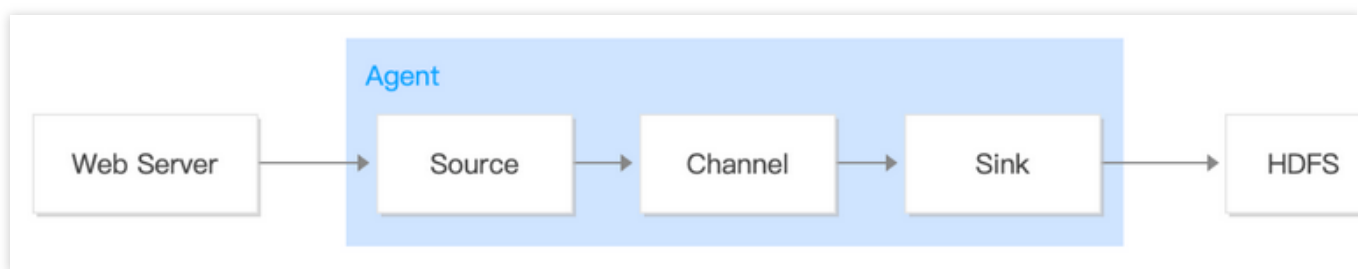 Agent
Web Server
Source
Channel
Sink
HDFS